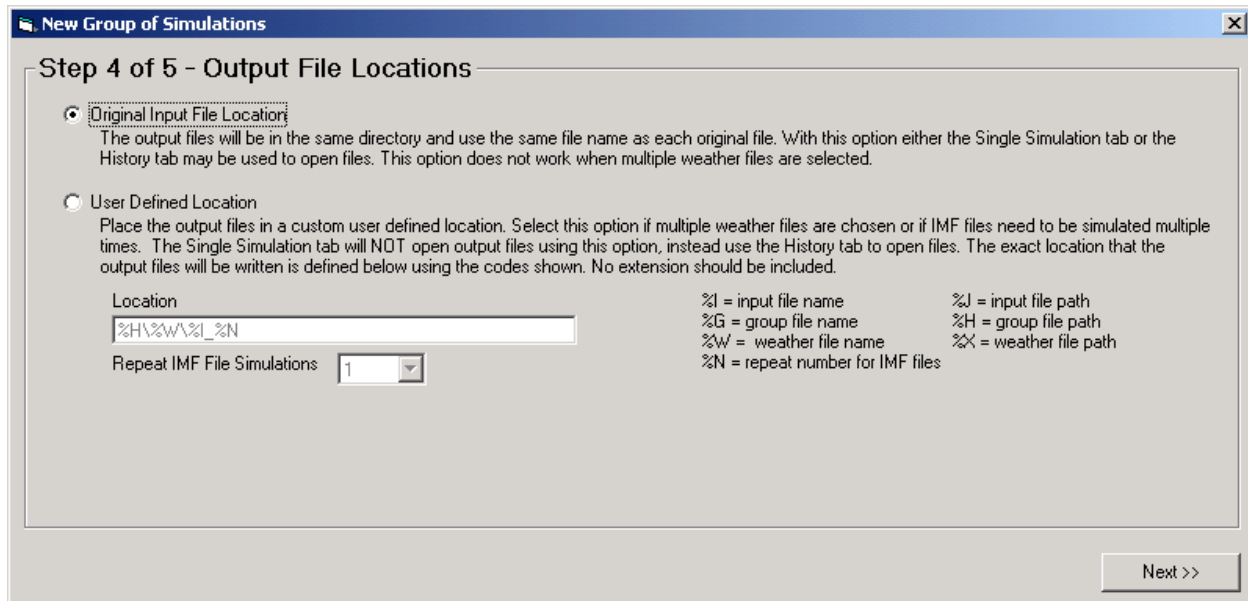 New Group of Simulations
Step 4 of 5 - Output File Locations
Original Input File Location
The output files will be in the same directory and use the same file name as each original file. With this option either the Single Simulation tab or the
History tab may be used to open files. This option does not work when multiple weather files are selected.
User Defined Location
Place the output files in a custom user defined location. Select this option if multiple weather files are chosen or if IMF files need to be simulated multiple
times.  The Single Simulation tab will NOT open output files using this option, instead use the History tab to open files. The exact location that the
output files will be written is defined below using the codes shown. No extension should be included.
Location
%H\%W\%I_%N
Repeat IMF File Simulations 1
%I = input file name %J = input file path
%G = group file name %H = group file path
%W =  weather file name %X = weather file path
%N = repeat number for IMF files
Next >>